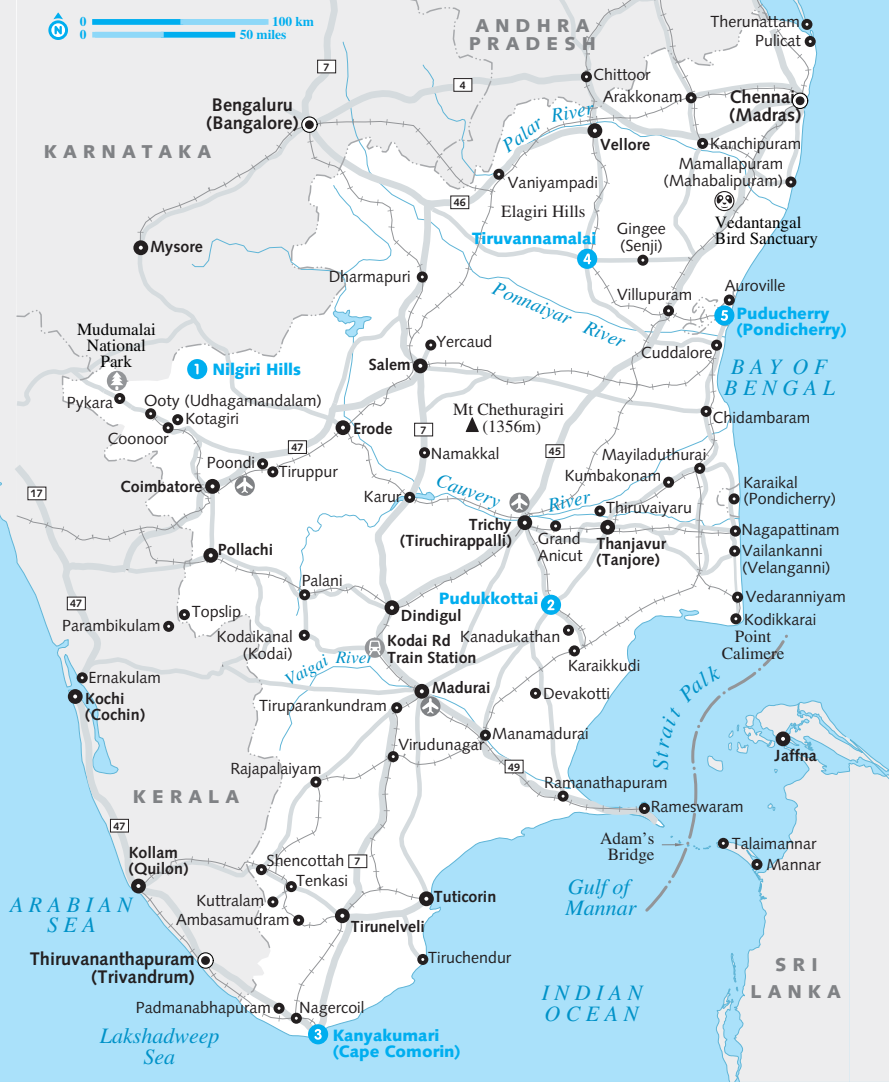 0 100 km
0 50 miles
N
ANDHRA
PRADESH
Therunattam
Pulicat
7
4
Chittoor
Arakkonam
Chennai
(Madras)
Bengaluru
(Bangalore)
Palar River
Vellore
Kanchipuram
KARNATAKA
Mamallapuram
(Mahabalipuram)
Vaniyampadi
46
Elagiri Hills
Vedantangal
Bird Sanctuary
Gingee
(Senji)
Tiruvannamalai
4
Mysore
Dharmapuri
Ponnaiyar River
Villupuram
Auroville
5 Puducherry
(Pondicherry)
Mudumalai
National
Park
Yercaud
Cuddalore
Salem
1 Nilgiri Hills
BAY OF
BENGAL
Pykara
Ooty (Udhagamandalam)
Kotagiri
Coonoor
Erode
7
Mt Chethuragiri
(1356m)
Chidambaram
47
45
Namakkal
Poondi
Tiruppur
Mayiladuthurai
Kumbakonam
Coimbatore
17
Karur
Cauvery River
Karaikal
(Pondicherry)
Thiruvaiyaru
Trichy
(Tiruchirappalli)
Grand
Anicut
Thanjavur
(Tanjore)
Nagapattinam
Vailankanni
(Velanganni)
Pollachi
Palani
47
Pudukkottai 2
Dindigul
Vedaranniyam
Topslip
Parambikulam
Kodikkarai
Point
Calimere
Kodaikanal
(Kodai)
Kodai Rd
Train Station
Kanadukathan
Karaikkudi
Vaigai River
Ernakulam
Kochi
(Cochin)
Madurai
Devakotti
Strait Palk
Tiruparankundram
Manamadurai
Virudunagar
Jaffna
Rajapalaiyam
49
Ramanathapuram
KERALA
Rameswaram
47
Adam's
Bridge
Talaimannar
Mannar
Kollam
(Quilon)
Shencottah
7
Tenkasi
Gulf of
Mannar
Kuttralam
Tuticorin
ARABIAN
SEA
Ambasamudram
Tirunelveli
Thiruvananthapuram
(Trivandrum)
Tiruchendur
SRI
LANKA
INDIAN
OCEAN
Padmanabhapuram
Nagercoil
Lakshadweep
Sea
3 Kanyakumari
(Cape Comorin)